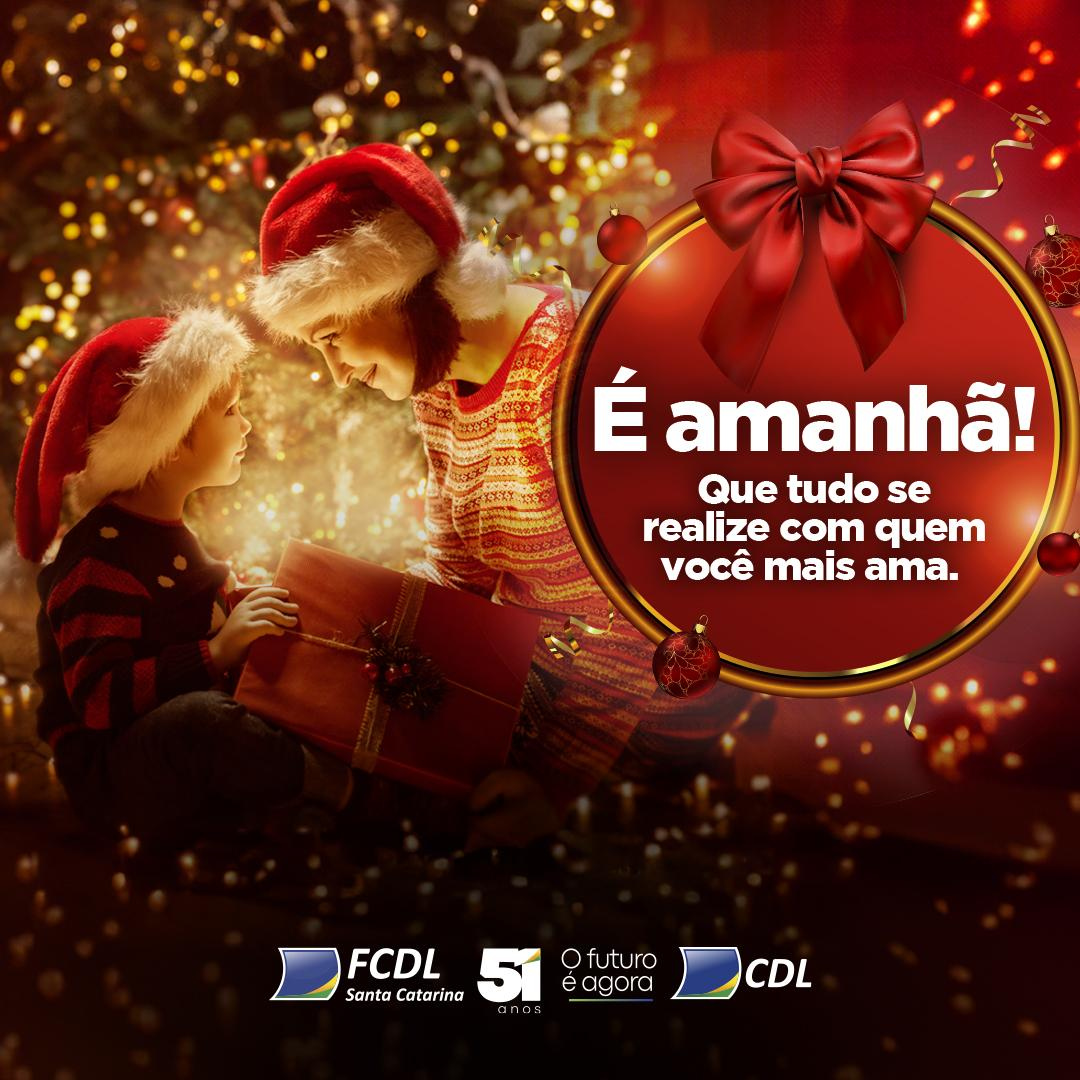 É amanhã!
Que tudo se
realize com quem
você mais ama.
FCDL
Santa Catarina
51
anos
O futuro
é agora
CDL